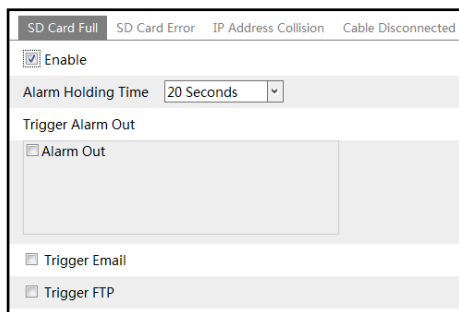 SD Card Full SD Card Error IP Address Collision Cable Disconnected
Enable
Alarm Holding Time 20 Seconds
Trigger Alarm Out
Alarm Out
Trigger Email
Trigger FTP